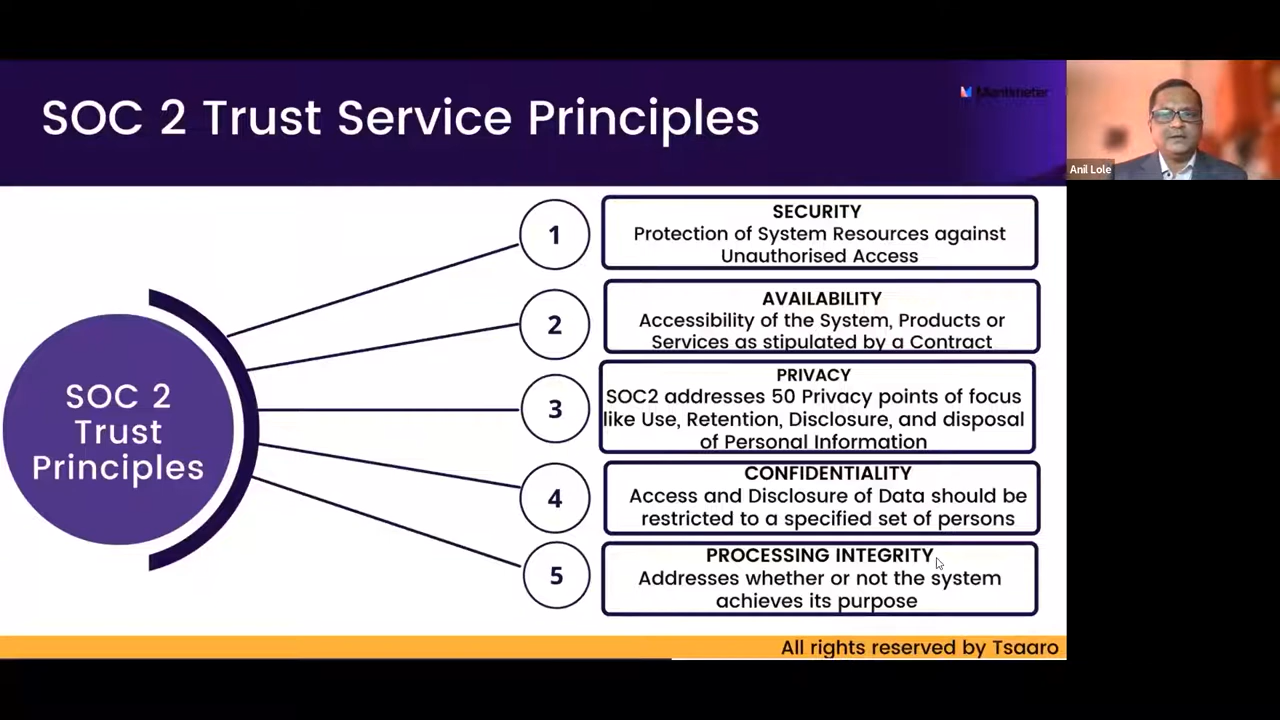 SOC 2 Trust Service Principles
Mentimeter
Anil Lole
SOC 2
Trust
Principles
1
SECURITY
Protection of System Resources against
Unauthorised Access
2
AVAILABILITY
Accessibility of the System, Products or
Services as stipulated by a Contract
3
PRIVACY
SOC2 addresses 50 Privacy points of focus
like Use, Retention, Disclosure, and disposal
of Personal Information
4
CONFIDENTIALITY
Access and Disclosure of Data should be
restricted to a specified set of persons
5
PROCESSING INTEGRITY
Addresses whether or not the system
achieves its purpose
All rights reserved by Tsaaro